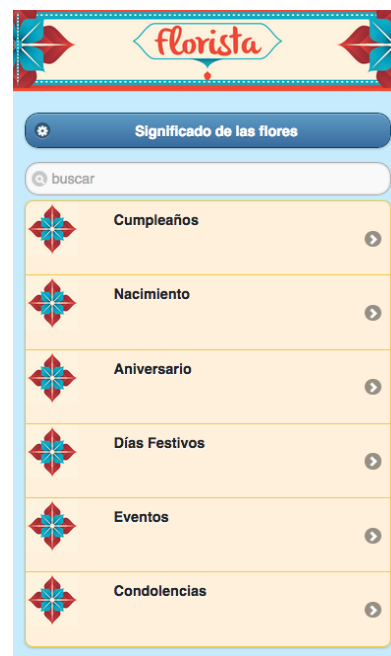 florista
Significado de las flores
buscar
Cumpleaños
Nacimiento
Aniversario
Días Festivos
Eventos
Condolencias